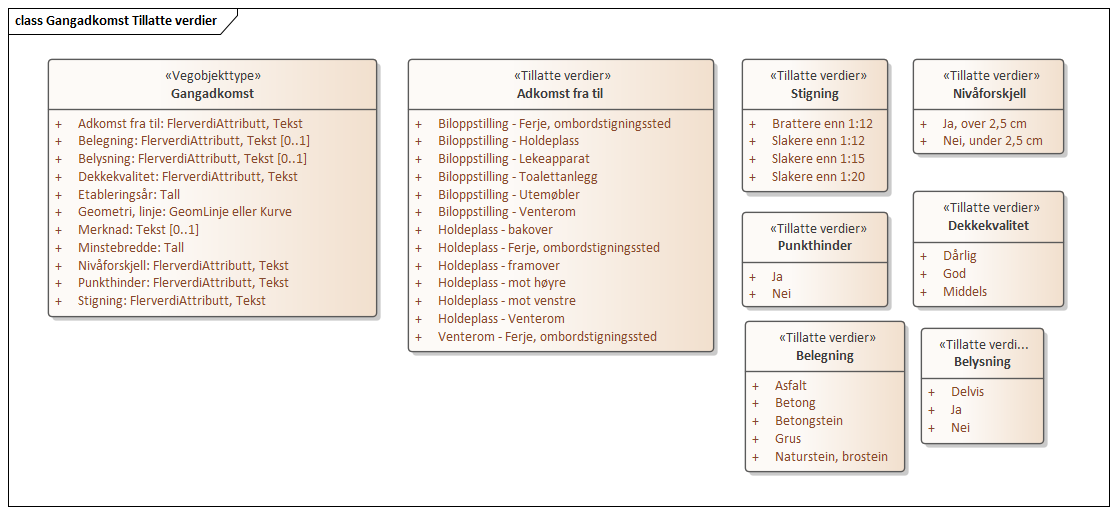 class Gangadkomst Tillatte verdier
«Vegobjekttype»
Gangadkomst
+ Adkomst fra til: FlerverdiAttributt, Tekst
+ Belegning: FlerverdiAttributt, Tekst [0..1]
+ Belysning: FlerverdiAttributt, Tekst [0..1]
+ Dekkekvalitet: FlerverdiAttributt, Tekst
+ Etableringsår: Tall
+ Geometri, linje: GeomLinje eller Kurve
+ Merknad: Tekst [0..1]
+ Minstebredde: Tall
+ Nivåforskjell: FlerverdiAttributt, Tekst
+ Punkthinder: FlerverdiAttributt, Tekst
+ Stigning: FlerverdiAttributt, Tekst
«Tillatte verdier»
Adkomst fra til
+ Biloppstilling - Ferje, ombordstigningssted
+ Biloppstilling - Holdeplass
+ Biloppstilling - Lekeapparat
+ Biloppstilling - Toalettanlegg
+ Biloppstilling - Utemøbler
+ Biloppstilling - Venterom
+ Holdeplass - bakover
+ Holdeplass - Ferje, ombordstigningssted
+ Holdeplass - framover
+ Holdeplass - mot høyre
+ Holdeplass - mot venstre
+ Holdeplass - Venterom
+ Venterom - Ferje, ombordstigningssted
«Tillatte verdier»
Stigning
+ Brattere enn 1:12
+ Slakere enn 1:12
+ Slakere enn 1:15
+ Slakere enn 1:20
«Tillatte verdier»
Nivåforskjell
+ Ja, over 2,5 cm
+ Nei, under 2,5 cm
«Tillatte verdier»
Punkthinder
+ Ja
+ Nei
«Tillatte verdier»
Dekkekvalitet
+ Dårlig
+ God
+ Middels
«Tillatte verdier»
Belegning
+ Asfalt
+ Betong
+ Betongstein
+ Grus
+ Naturstein, brostein
«Tillatte verdi...
Belysning
+ Delvis
+ Ja
+ Nei